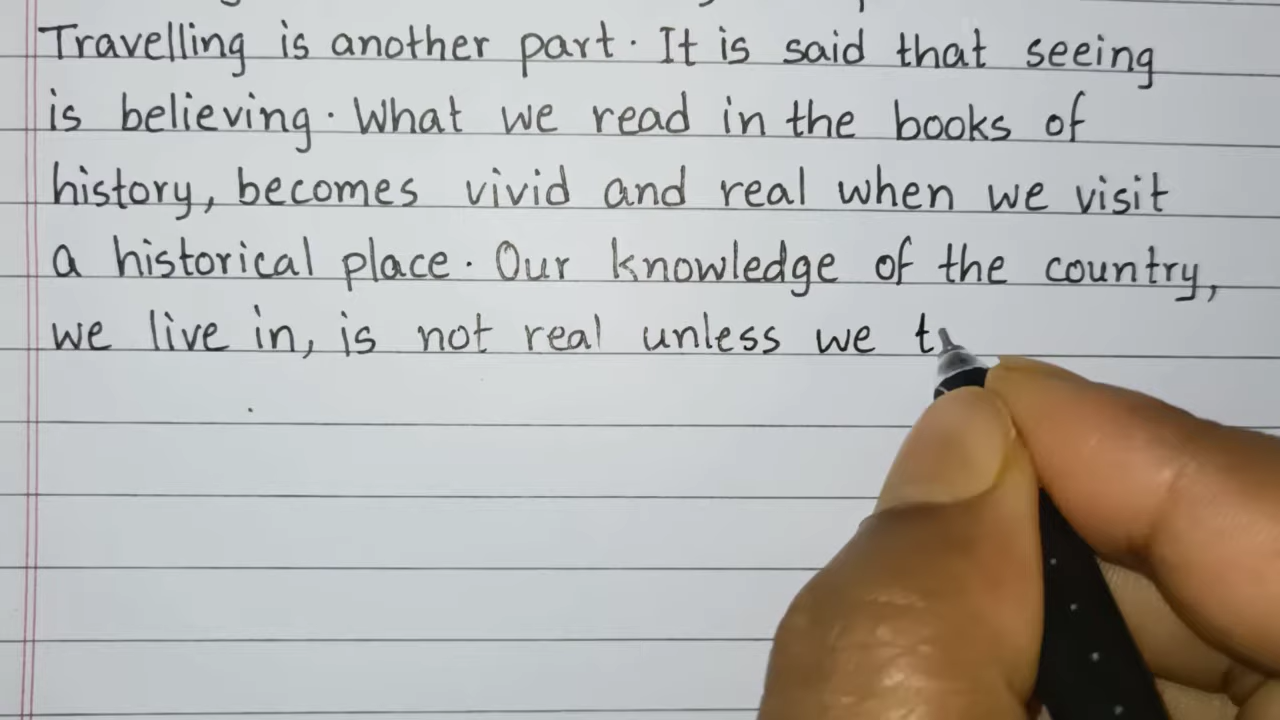 Travelling is another part. It is said that seeing
is believing. What we read in the books of
history, becomes vivid and real when we visit
a historical place. Our knowledge of the country,
we live in, is not real unless we